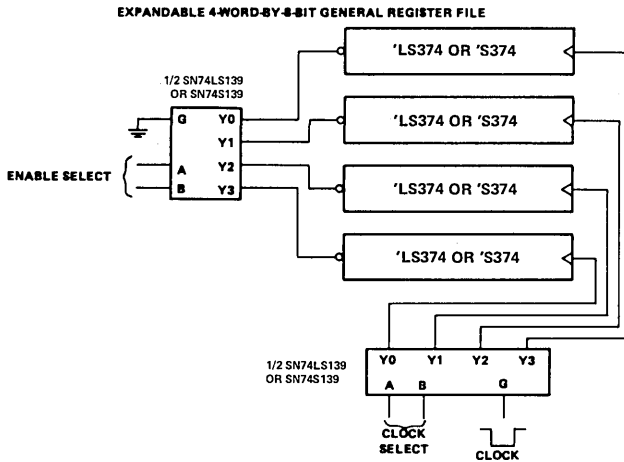 EXPANDABLE 4-WORD-BY-8-BIT GENERAL REGISTER FILE
'LS374 OR 'S374
1/2 SN74LS139
OR SN74S139
G Y0
Y1
'LS374 OR 'S374
A Y2
ENABLE SELECT
B Y3
'LS374 OR 'S374
'LS374 OR 'S374
1/2 SN74LS139
OR SN74S139
Y0 Y1 Y2 Y3
A B G
CLOCK
SELECT
CLOCK